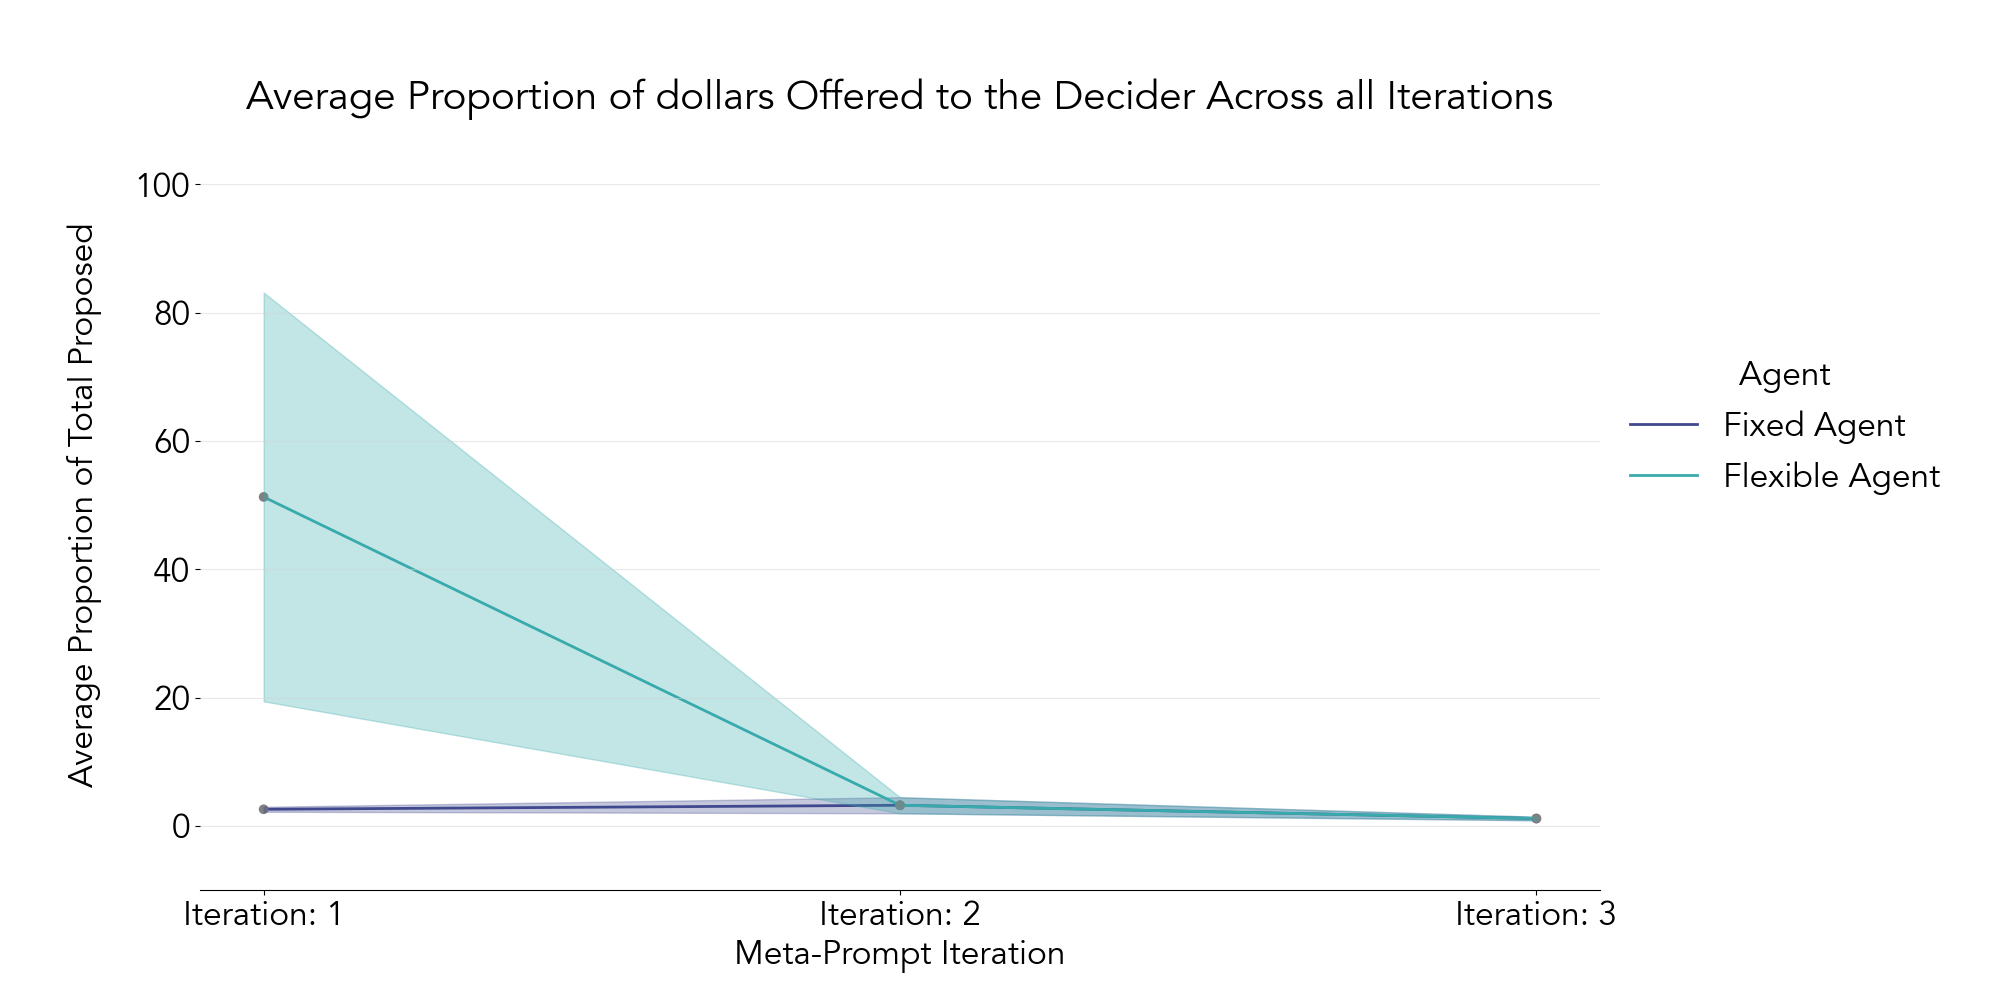 Average Proportion of dollars Offered to the Decider Across all Iterations
Average Proportion of Total Proposed
100
80
60
40
20
0
Agent
Fixed Agent
Flexible Agent
Iteration: 1
Iteration: 2
Iteration: 3
Meta-Prompt Iteration